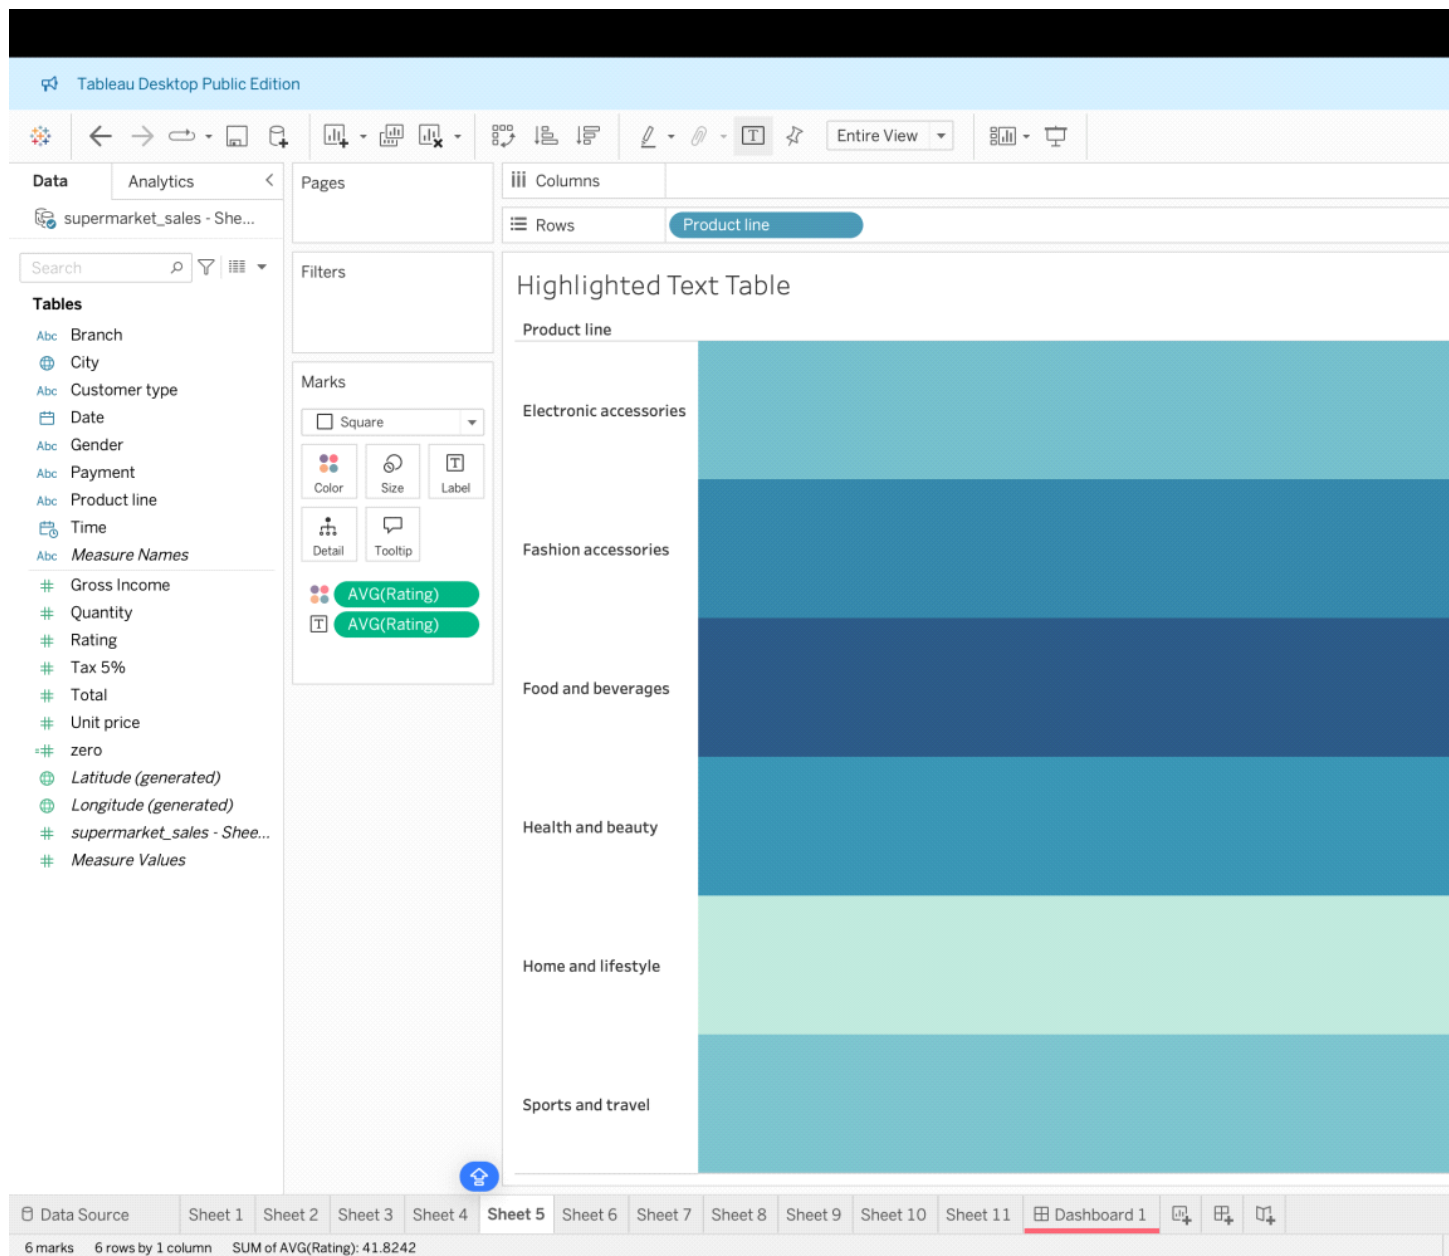 Tableau Desktop Public Edition
Entire View
Data
Analytics
supermarket_sales - She...
Search
Tables
Abc Branch
City
Abc Customer type
Date
Abc Gender
Abc Payment
Abc Product line
Time
Abc Measure Names
# Gross Income
# Quantity
# Rating
# Tax 5%
# Total
# Unit price
=# zero
Latitude (generated)
Longitude (generated)
# supermarket_sales - Shee...
# Measure Values
Pages
Filters
Marks
Square
Color Size Label
Detail Tooltip
AVG(Rating)
T AVG(Rating)
Columns
Rows Product line
Highlighted Text Table
Product line
Electronic accessories
Fashion accessories
Food and beverages
Health and beauty
Home and lifestyle
Sports and travel
Data Source Sheet 1 Sheet 2 Sheet 3 Sheet 4 Sheet 5 Sheet 6 Sheet 7 Sheet 8 Sheet 9 Sheet 10 Sheet 11 Dashboard 1
6 marks 6 rows by 1 column SUM of AVG(Rating): 41.8242